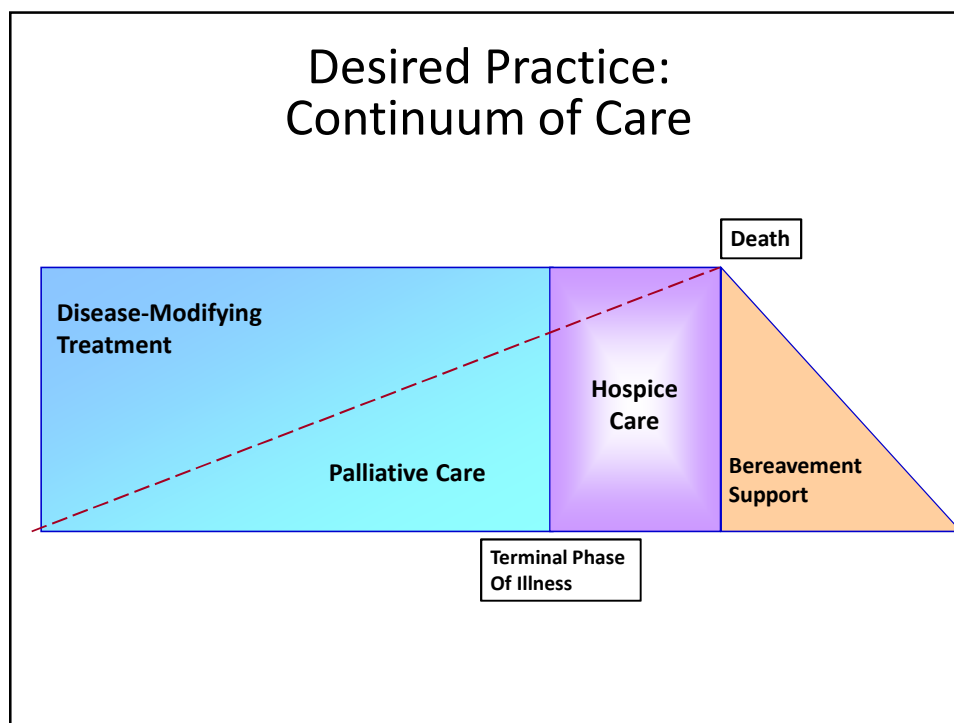 Desired Practice:
Continuum of Care
Death
Disease-Modifying
Treatment
Hospice
Care
Palliative Care
Bereavement
Support
Terminal Phase
Of Illness